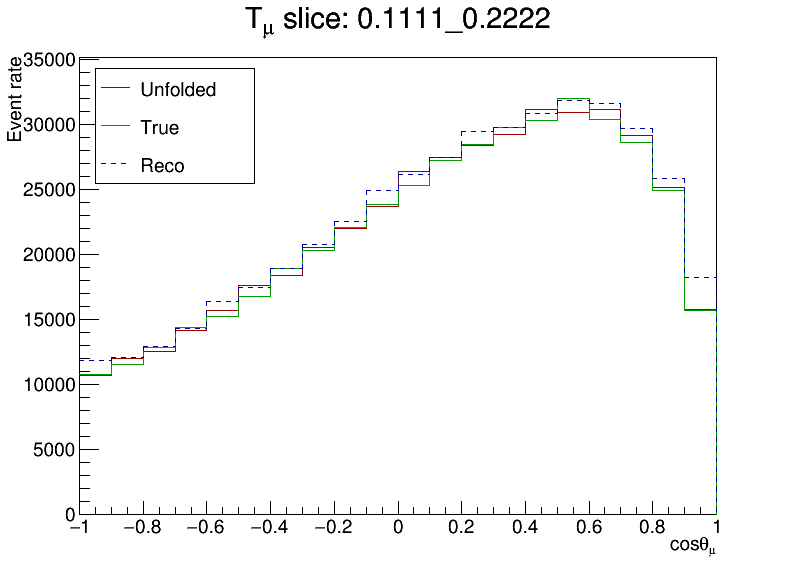 Tμ slice: 0.1111_0.2222
Event rate
Unfolded
True
Reco
35000
30000
25000
20000
15000
10000
5000
0
−1 −0.8 −0.6 −0.4 −0.2 0 0.2 0.4 0.6 0.8 1
cosθμ